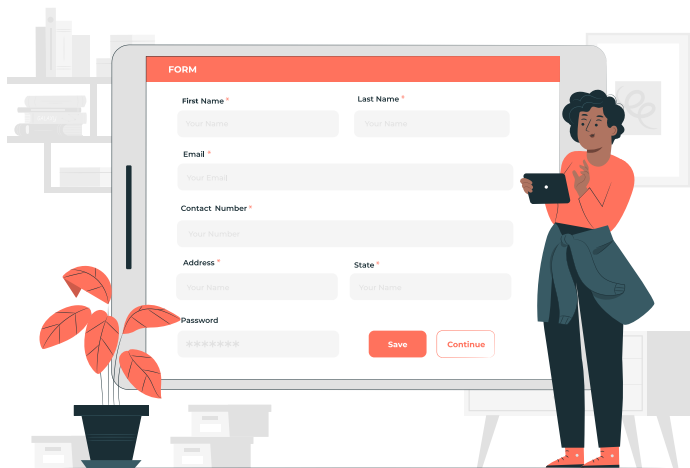 FORM
First Name *
Last Name *
Your Name
Your Name
Email *
Your Email
Contact Number *
Your Number
Address *
State *
Your Name
Your Name
Password
*******
Save
Continue